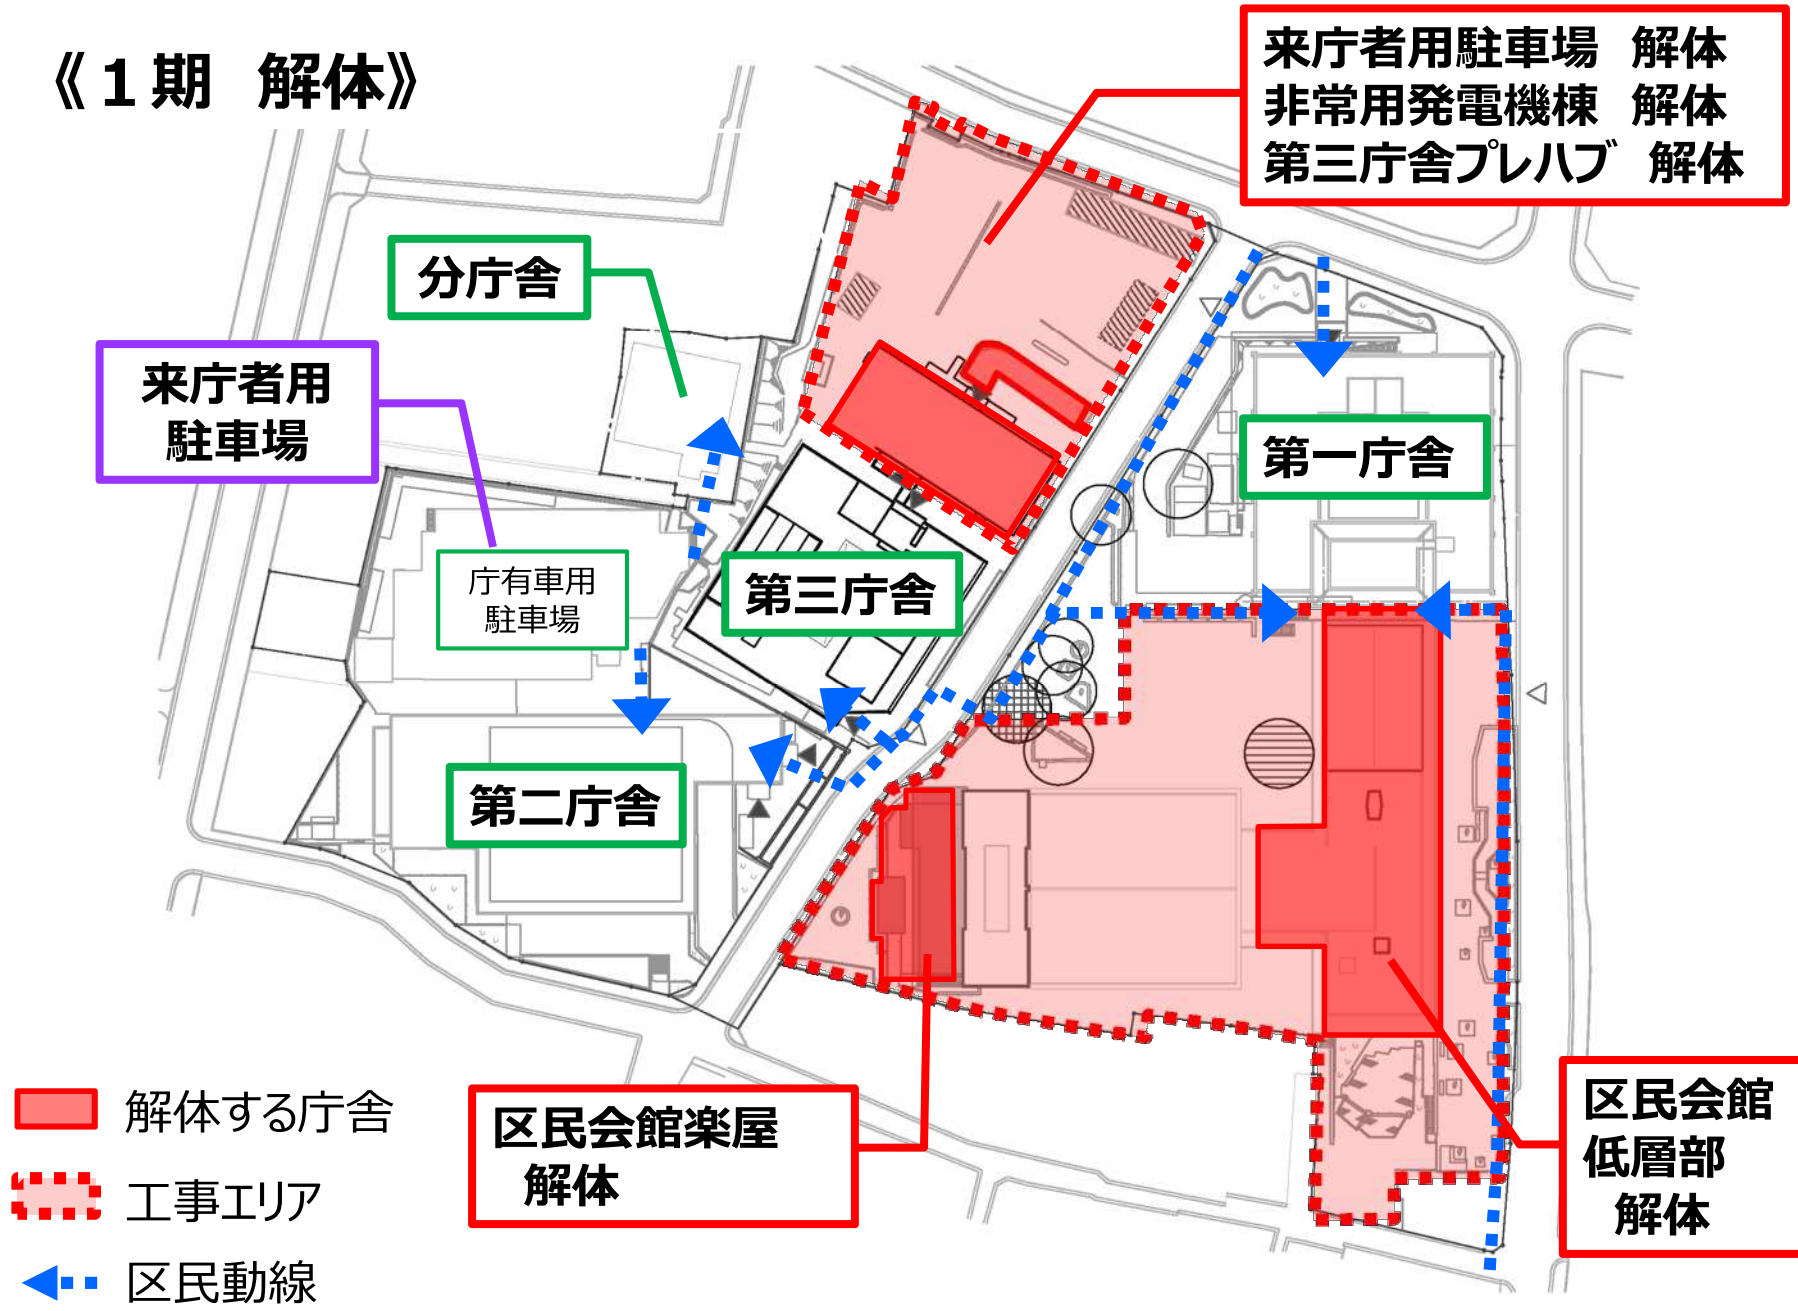 《１期 解体》
来庁者用駐車場 解体
非常用発電機棟 解体
第三庁舎プレハブ 解体
分庁舎
来庁者用
駐車場
第一庁舎
庁有車用
駐車場
第三庁舎
第二庁舎
区民会館楽屋
解体
区民会館
低層部
解体
解体する庁舎
工事エリア
区民動線